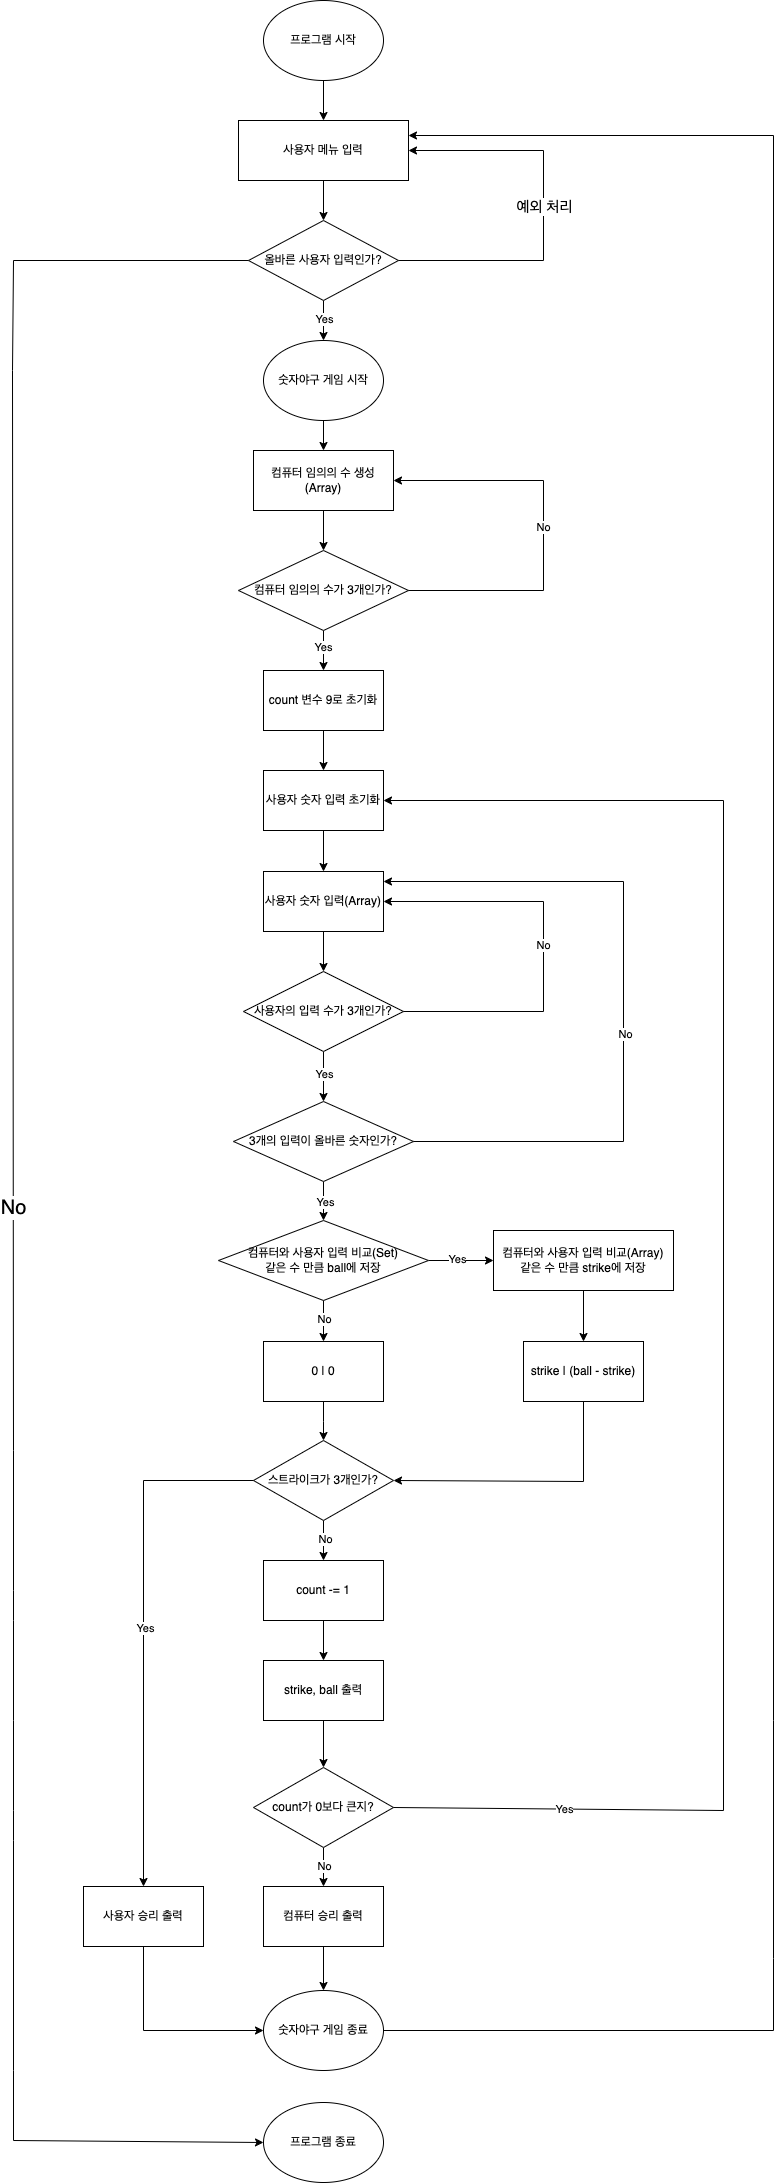 프로그램 시작
사용자 메뉴 입력
예외 처리
올바른 사용자 입력인가?
Yes
숫자야구 게임 시작
컴퓨터 임의의 수 생성
(Array)
No
컴퓨터 임의의 수가 3개인가?
Yes
count 변수 9로 초기화
사용자 숫자 입력 초기화
사용자 숫자 입력(Array)
No
사용자의 입력 수가 3개인가?
No
Yes
3개의 입력이 올바른 숫자인가?
Yes
No
컴퓨터와 사용자 입력 비교(Set)
같은 수 만큼 ball에 저장
Yes
컴퓨터와 사용자 입력 비교(Array)
같은 수 만큼 strike에 저장
No
0 | 0
strike | (ball - strike)
스트라이크가 3개인가?
No
count -= 1
Yes
strike, ball 출력
count가 0보다 큰지?
Yes
No
사용자 승리 출력
컴퓨터 승리 출력
숫자야구 게임 종료
프로그램 종료